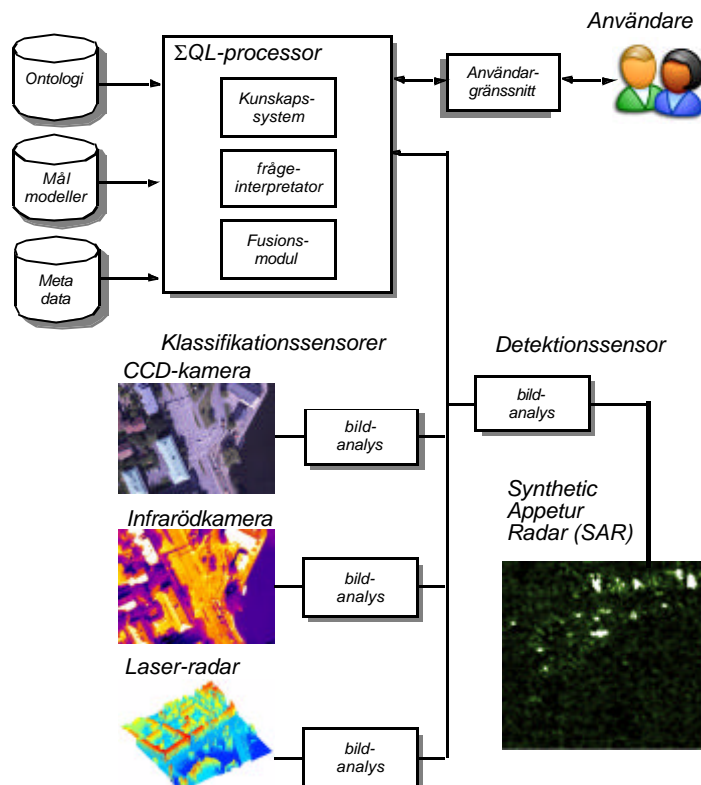 Användare
ΣQL-processor
Ontologi
Kunskaps-
system
Användar-
gränssnitt
Mål
modeller
fråge-
interpretator
Fusions-
modul
Meta
data
Klassifikationssensorer
Detektionssensor
CCD-kamera
bild-
analys
bild-
analys
Synthetic
Appetur
Radar (SAR)
Infrarödkamera
bild-
analys
Laser-radar
bild-
analys